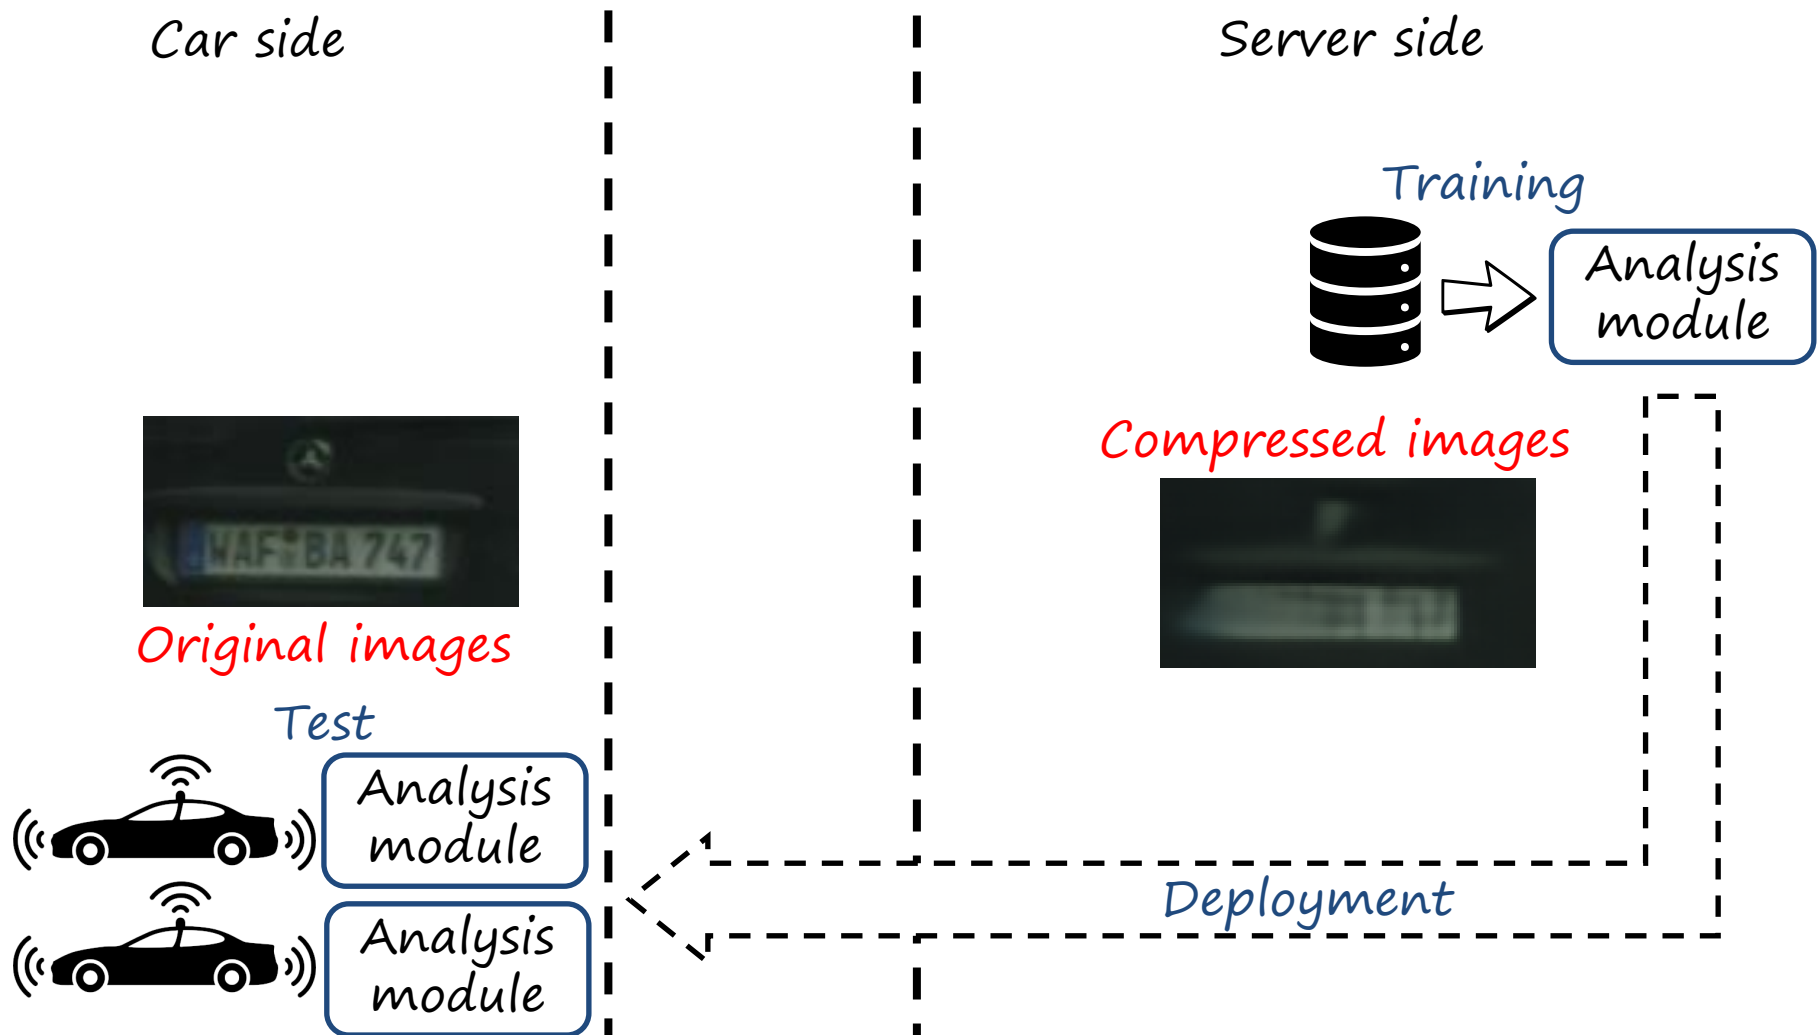 Car side
Server side
Training
Analysis
module
Compressed images
WAF BA 747
Original images
Test
Analysis
module
Deployment
Analysis
module